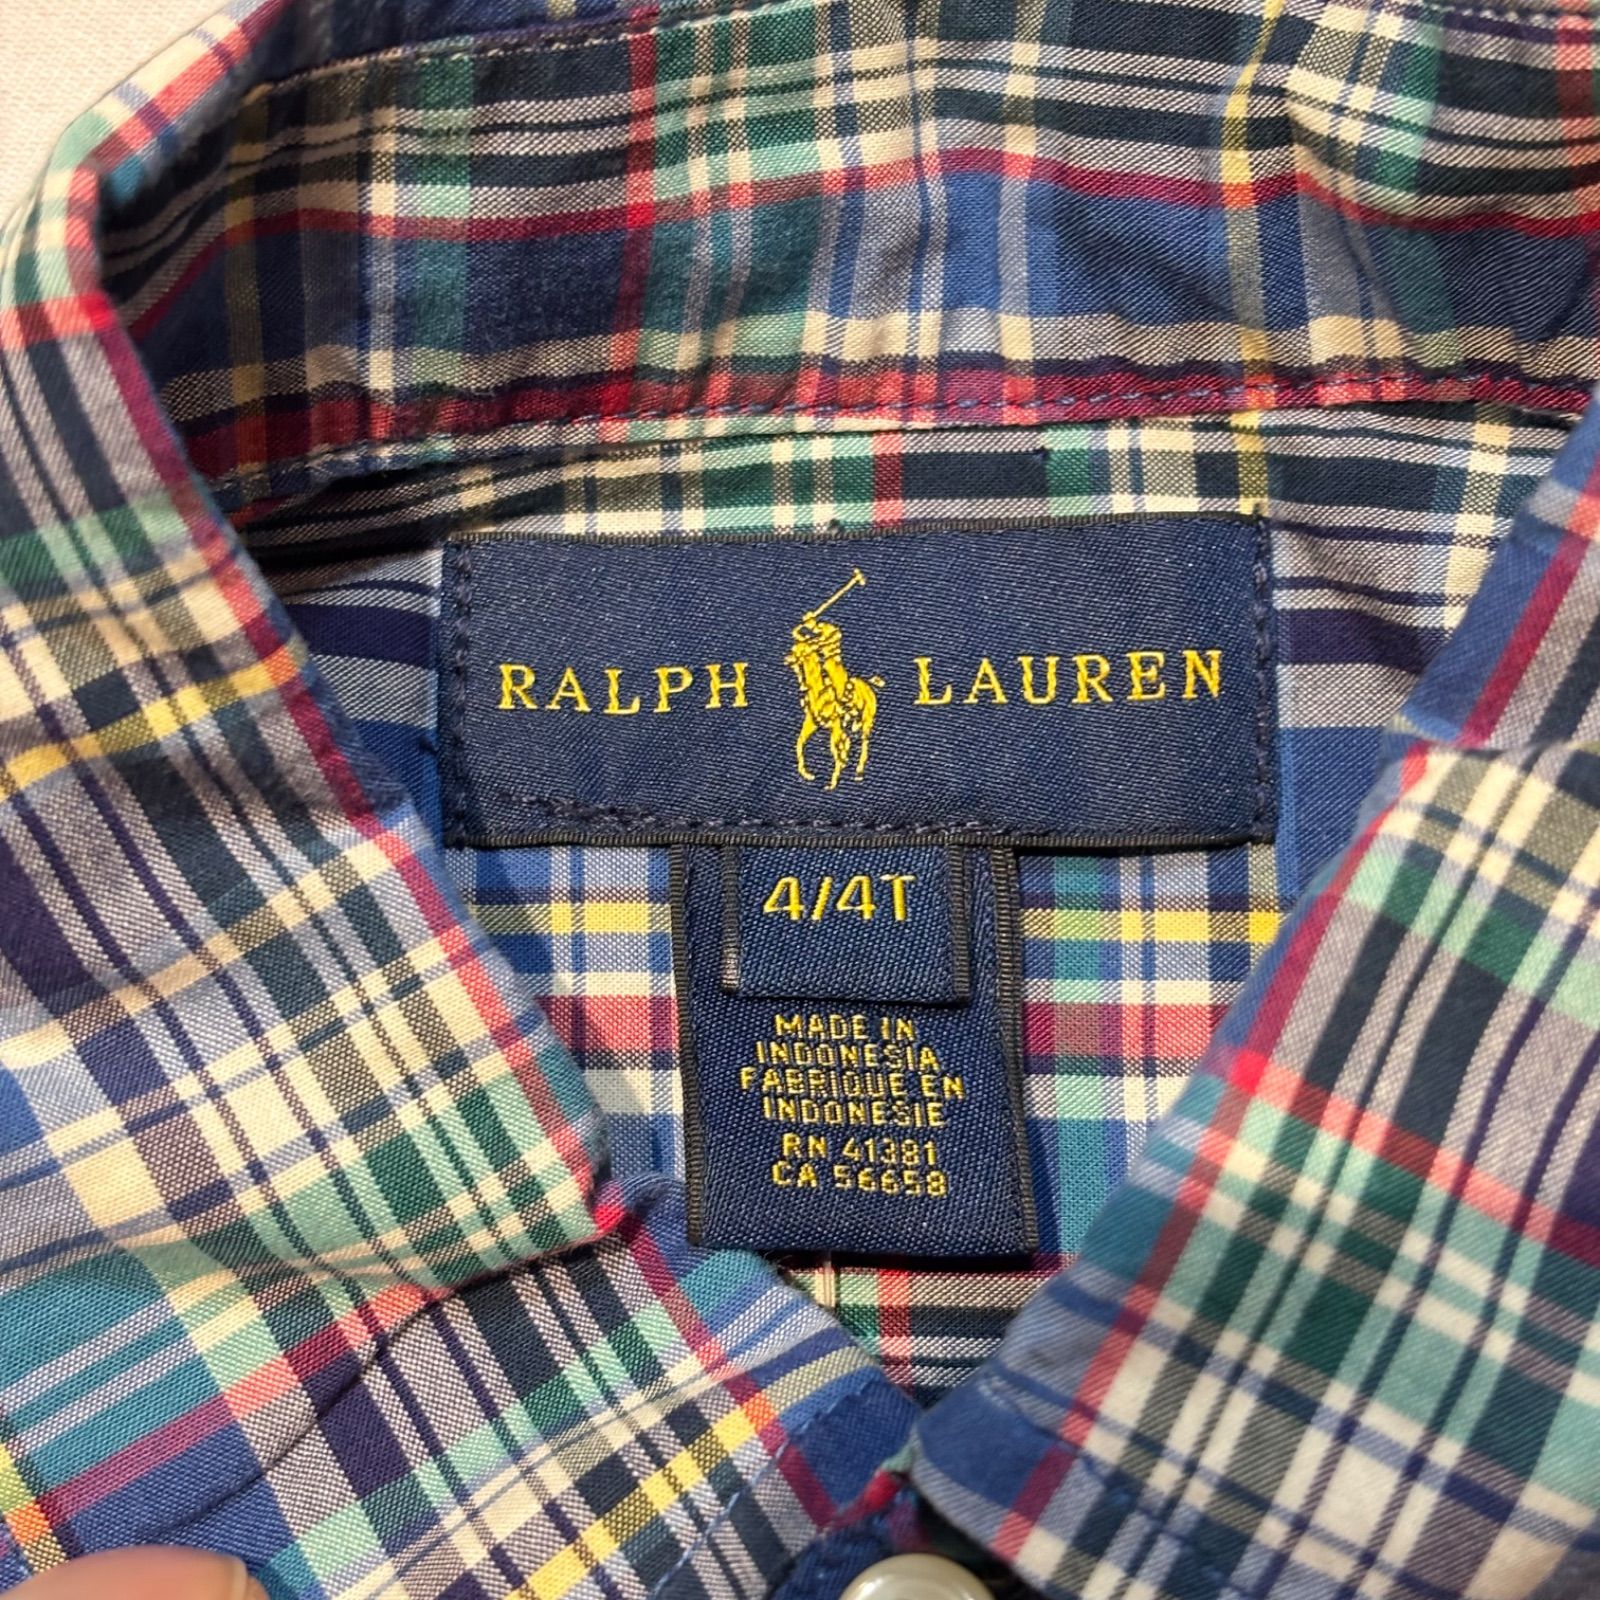 RALPH LAUREN
4/4T
MADE IN
INDONESIA
FABRIQUE EN
INDONESIE
RN 41381
CA 56658